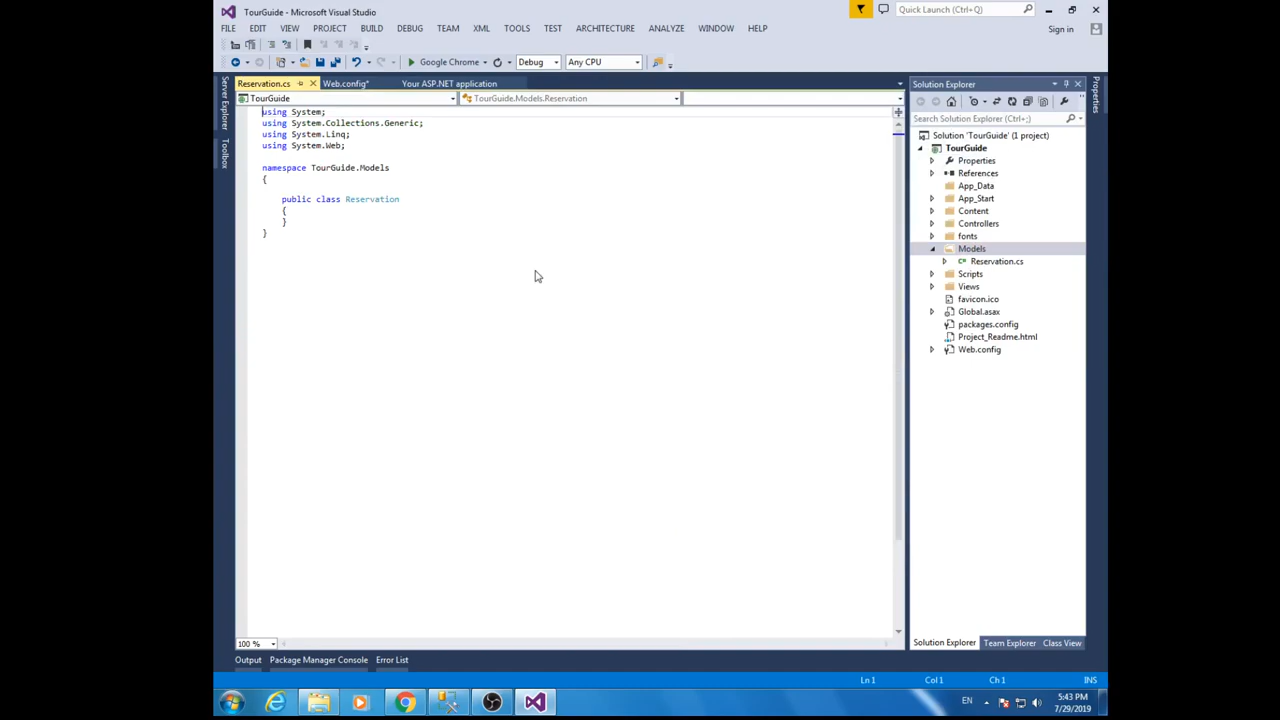 TourGuide - Microsoft Visual Studio
Quick Launch (Ctrl+Q)
FILE EDIT VIEW PROJECT BUILD DEBUG TEAM XML TOOLS TEST ARCHITECTURE ANALYZE WINDOW HELP
Sign in
Google Chrome Debug Any CPU
Server Explorer
Toolbox
Reservation.cs Web.config* Your ASP.NET application
TourGuide TourGuide.Models.Reservation
using System;
using System.Collections.Generic;
using System.Linq;
using System.Web;
namespace TourGuide.Models
{
public class Reservation
{
}
}
100 %
Solution Explorer
Search Solution Explorer (Ctrl+;)
Solution 'TourGuide' (1 project)
TourGuide
Properties
References
App_Data
App_Start
Content
Controllers
fonts
Models
Reservation.cs
Scripts
Views
favicon.ico
Global.asax
packages.config
Project_Readme.html
Web.config
Solution Explorer Team Explorer Class View
Properties
Output Package Manager Console Error List
Ln 1 Col 1 Ch 1 INS
EN
5:43 PM
7/29/2019